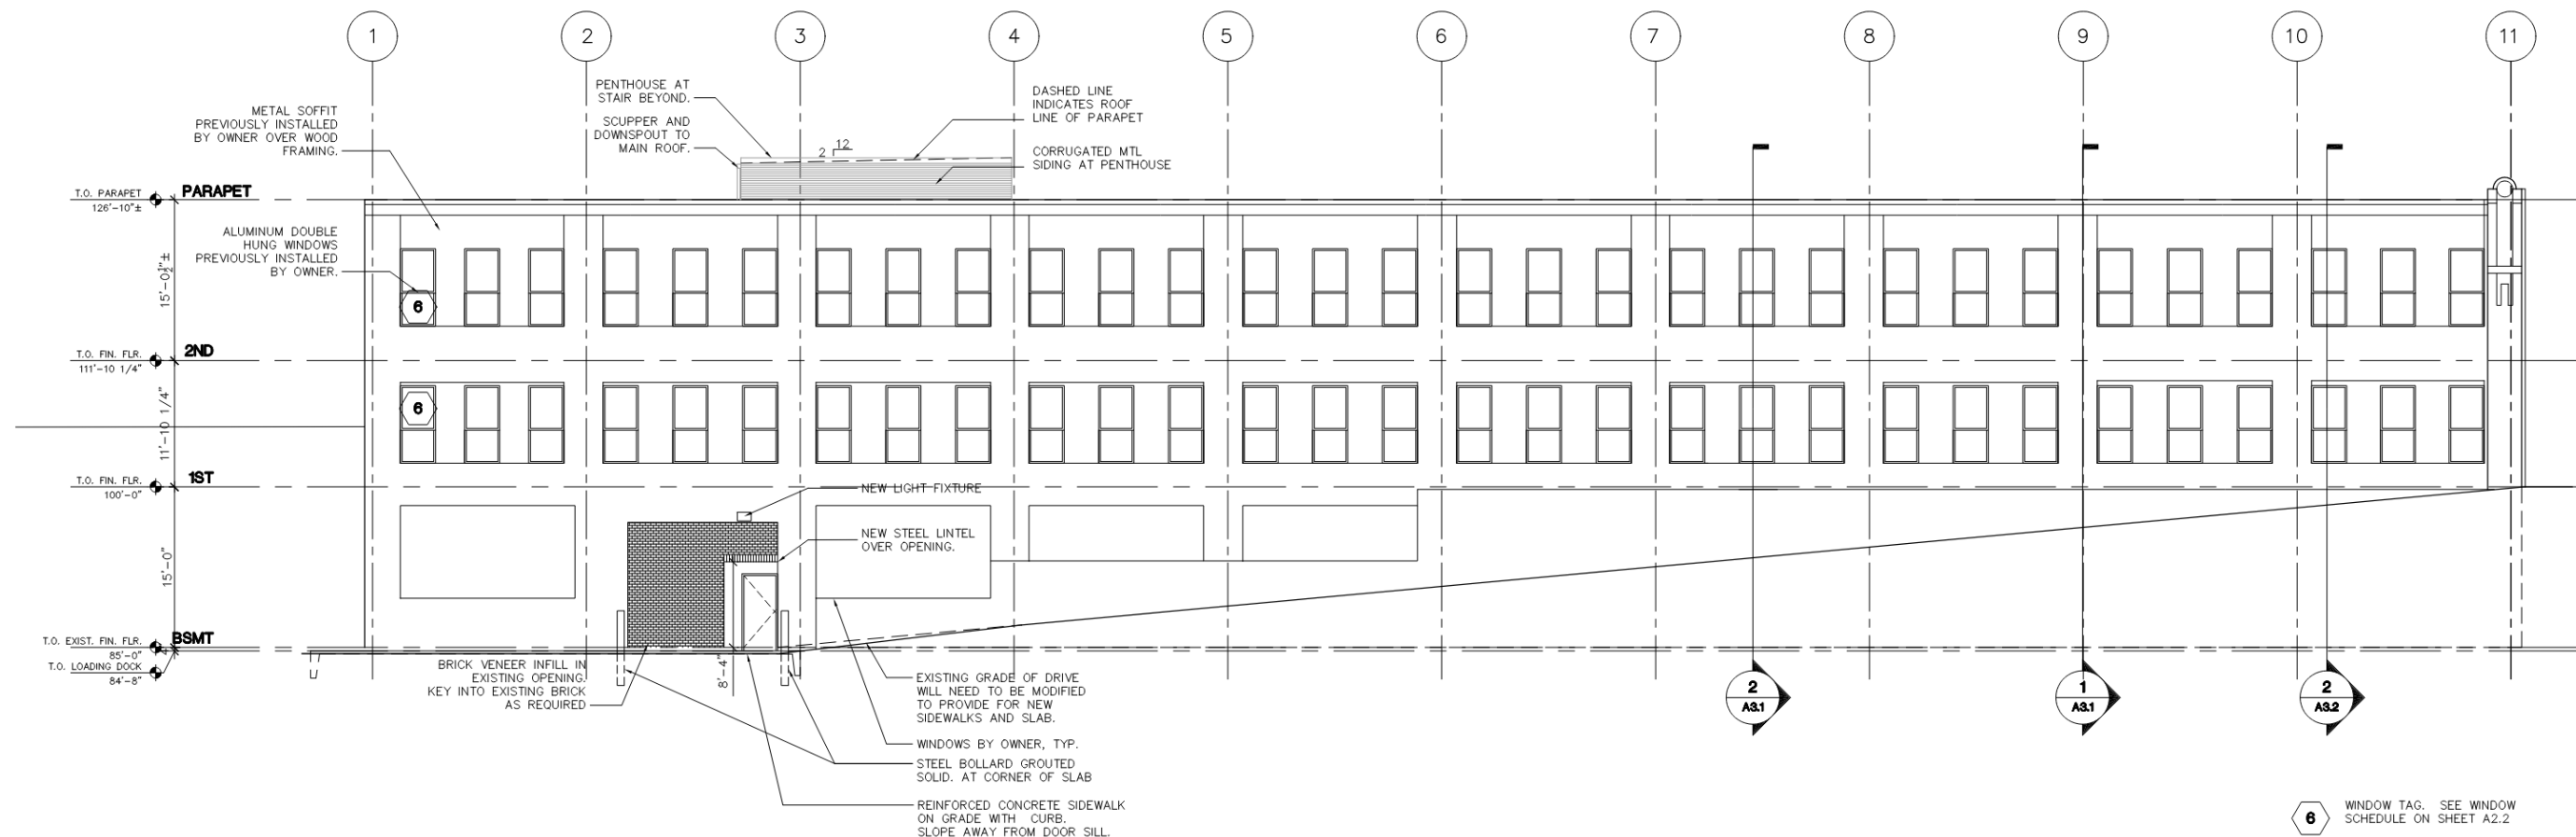 1
2
3
4
5
6
7
8
9
10
11
PENTHOUSE AT
STAIR BEYOND.
SCUPPER AND
DOWNSPOUT TO
MAIN ROOF.
METAL SOFFIT
PREVIOUSLY INSTALLED
BY OWNER OVER WOOD
FRAMING.
DASHED LINE
INDICATES ROOF
LINE OF PARAPET
CORRUGATED MTL
SIDING AT PENTHOUSE
2
12
T.O. PARAPET
126'-10"±
PARAPET
ALUMINUM DOUBLE
HUNG WINDOWS
PREVIOUSLY INSTALLED
BY OWNER.
15'-0½"±
6
T.O. FIN. FLR.
111'-10 1/4"
2ND
11'-10 1/4"
6
T.O. FIN. FLR.
100'-0"
1ST
NEW LIGHT FIXTURE
NEW STEEL LINTEL
OVER OPENING.
15'-0"
T.O. EXIST. FIN. FLR.
85'-0"
BSMT
4"
T.O. LOADING DOCK
84'-8"
8'-4"
BRICK VENEER INFILL IN
EXISTING OPENING.
KEY INTO EXISTING BRICK
AS REQUIRED
EXISTING GRADE OF DRIVE
WILL NEED TO BE MODIFIED
TO PROVIDE FOR NEW
SIDEWALKS AND SLAB.
WINDOWS BY OWNER, TYP.
STEEL BOLLARD GROUTED
SOLID. AT CORNER OF SLAB
REINFORCED CONCRETE SIDEWALK
ON GRADE WITH CURB.
SLOPE AWAY FROM DOOR SILL.
2
A3.1
1
A3.1
2
A3.2
6
WINDOW TAG. SEE WINDOW
SCHEDULE ON SHEET A2.2